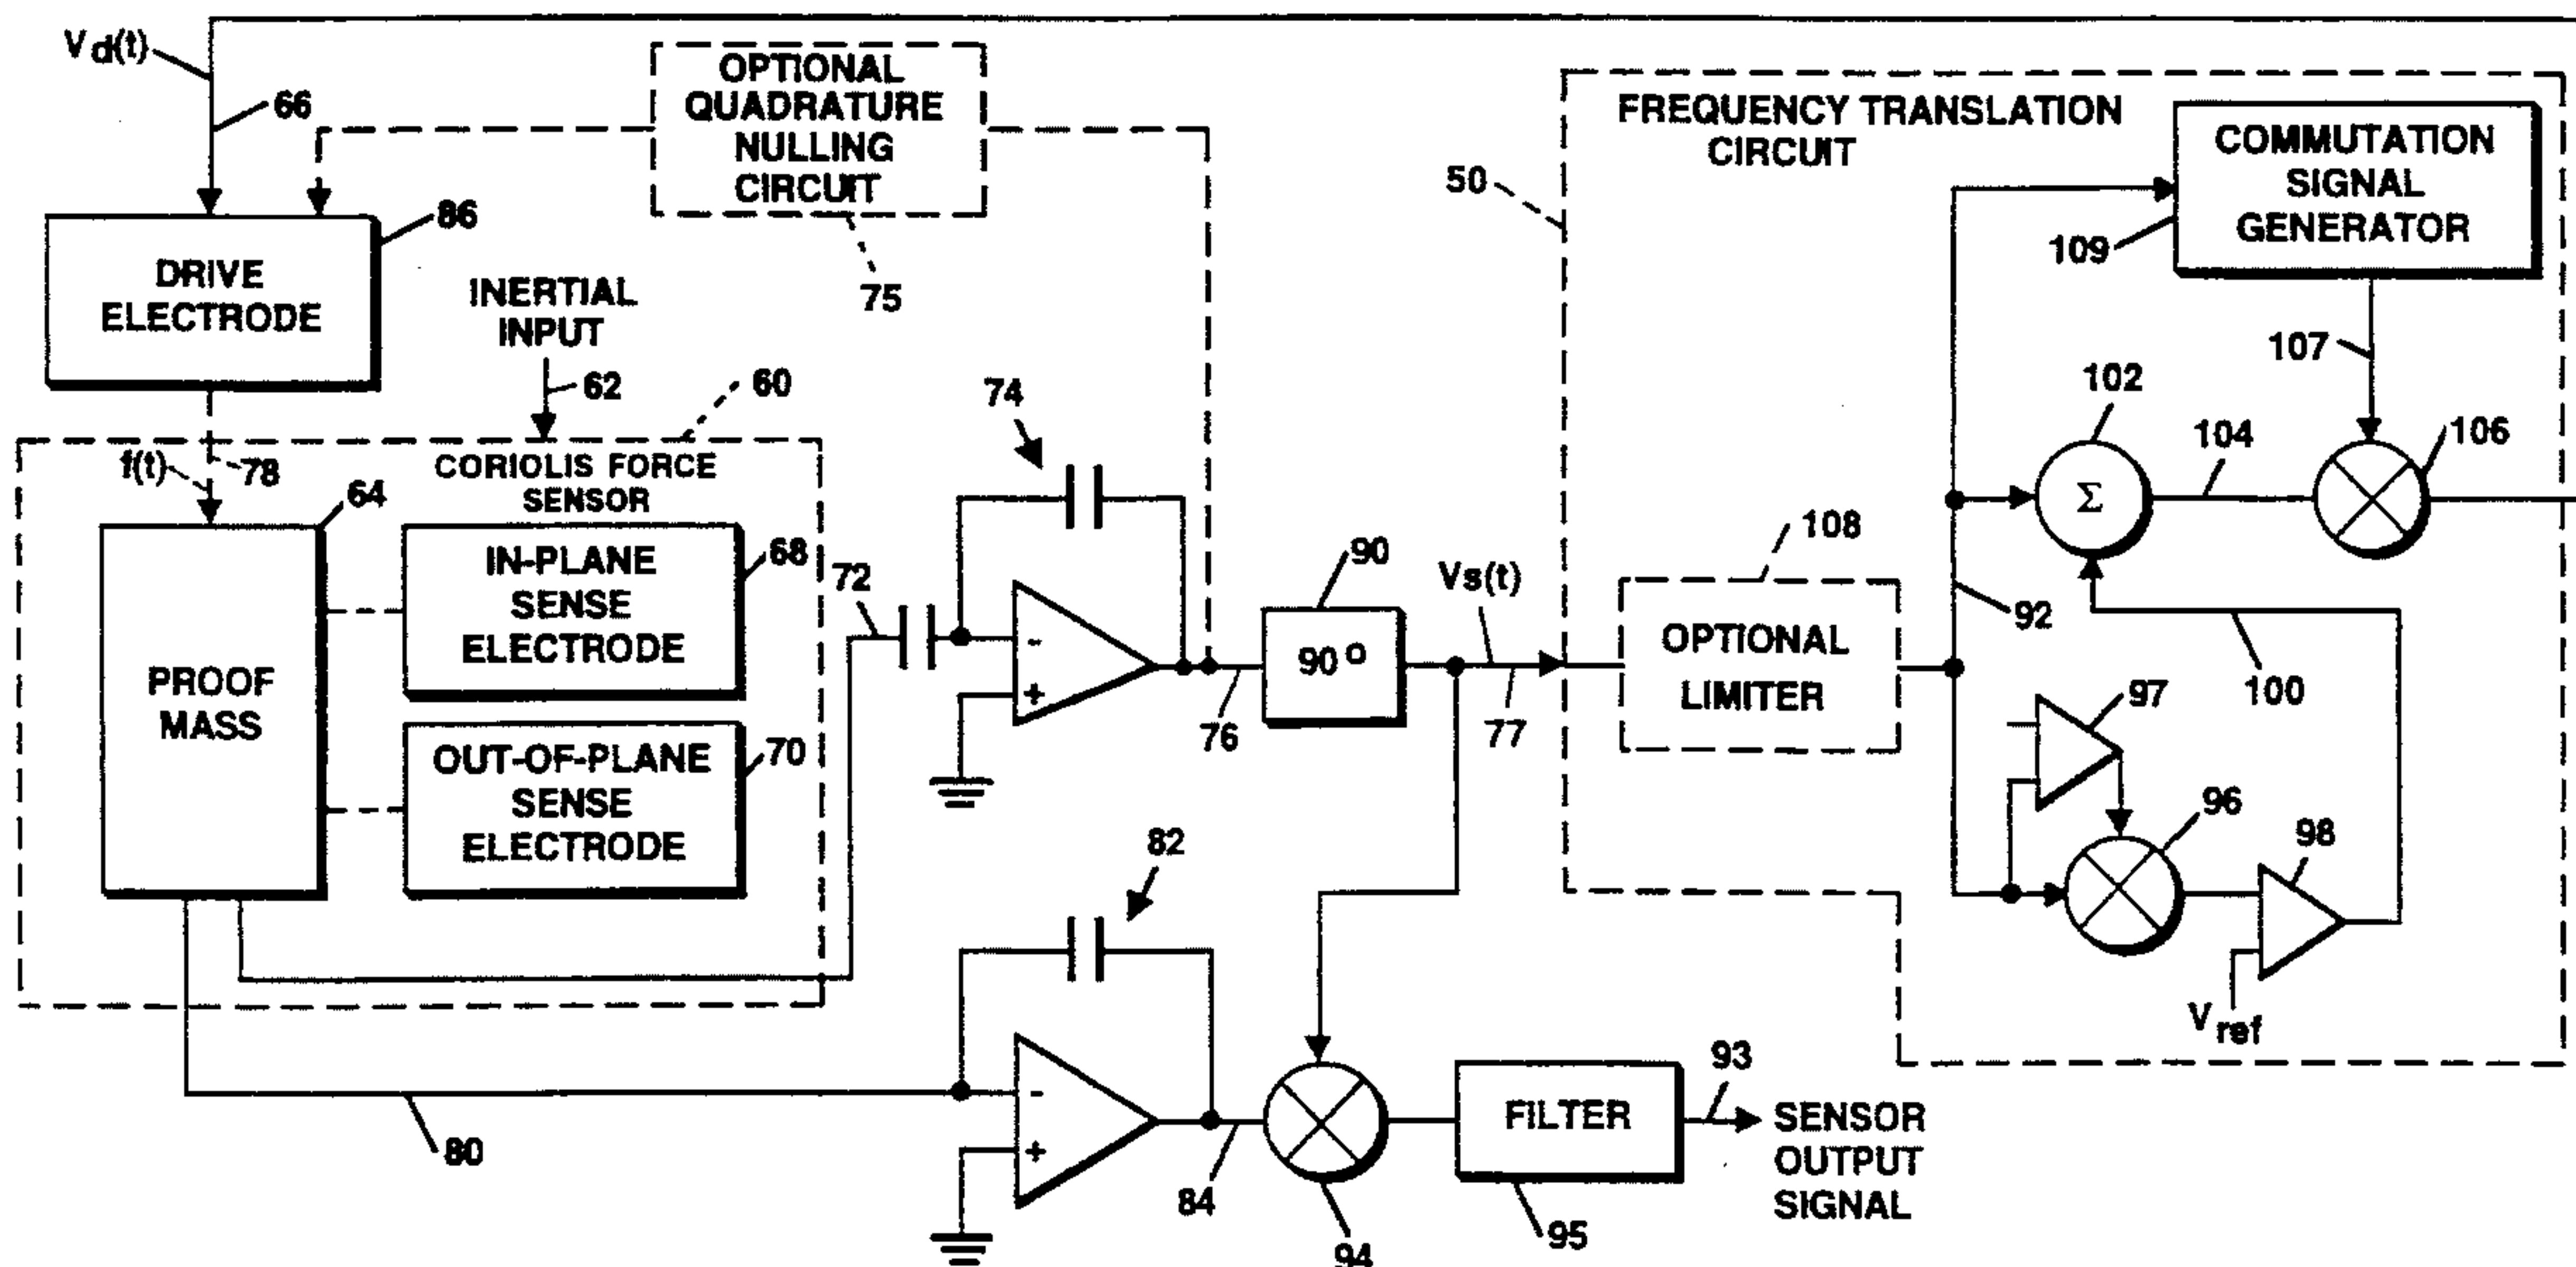 Vd(t)
66
OPTIONAL
QUADRATURE
NULLING
CIRCUIT
75
DRIVE
ELECTRODE
86
INERTIAL
INPUT
62
60
f(t)
78
CORIOLIS FORCE
SENSOR
64
PROOF
MASS
IN-PLANE
SENSE
ELECTRODE
68
OUT-OF-PLANE
SENSE
ELECTRODE
70
72
74
-
+
76
90
90°
Vs(t)
77
80
82
-
+
84
94
FILTER
95
93
SENSOR
OUTPUT
SIGNAL
50
FREQUENCY TRANSLATION
CIRCUIT
COMMUTATION
SIGNAL
GENERATOR
109
107
102
Σ
104
106
108
OPTIONAL
LIMITER
92
100
97
96
98
Vref